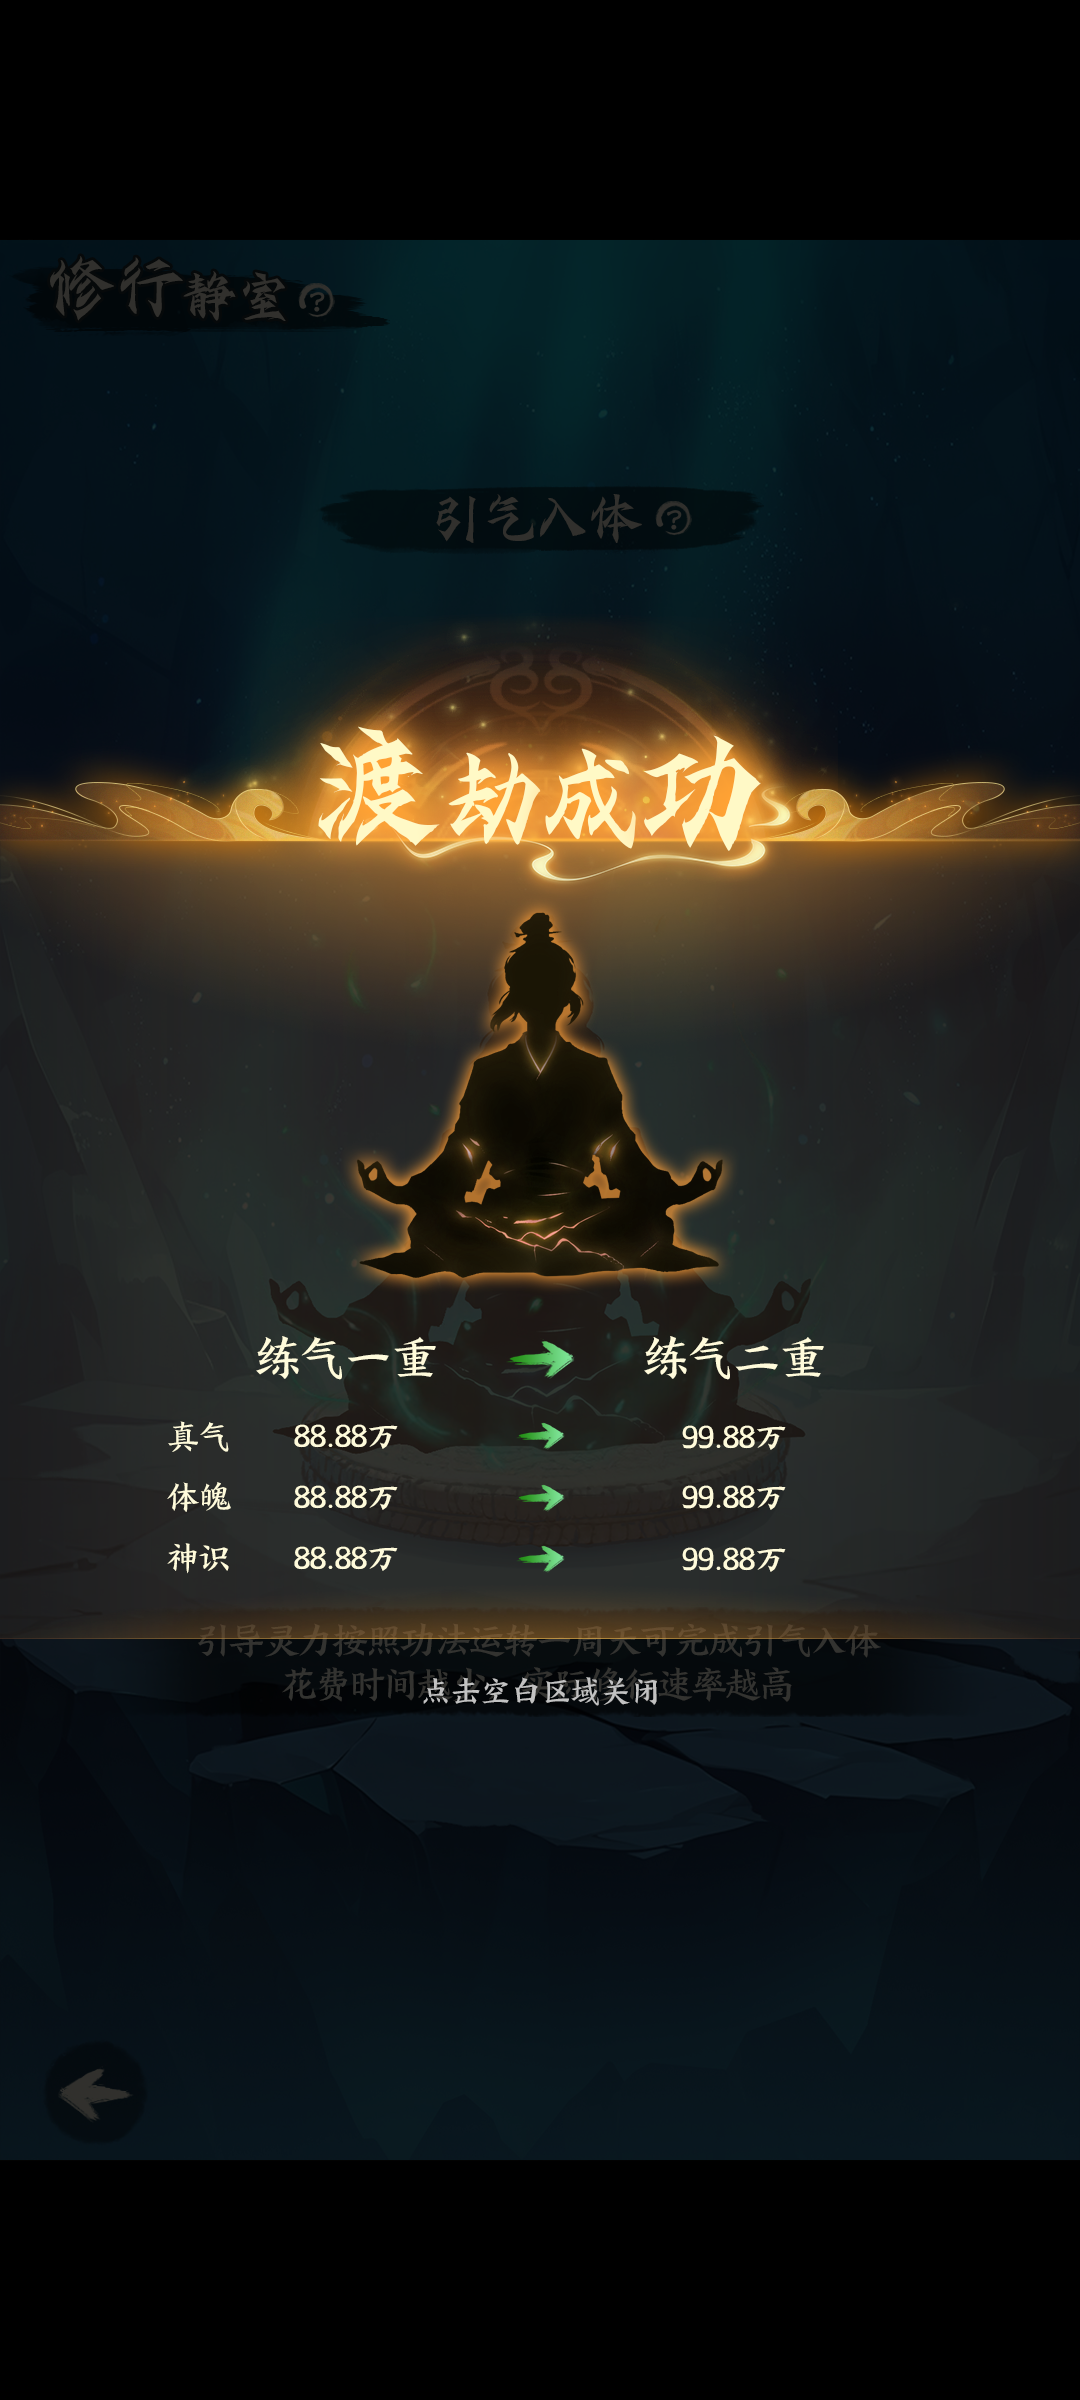 修行静室
引气入体
渡劫成功
练气一重 练气二重
真气 88.88万 99.88万
体魄 88.88万 99.88万
神识 88.88万 99.88万
引导灵力按照功法运转一周天可完成引气入体
花费时间越少 实际修行速率越高
点击空白区域关闭